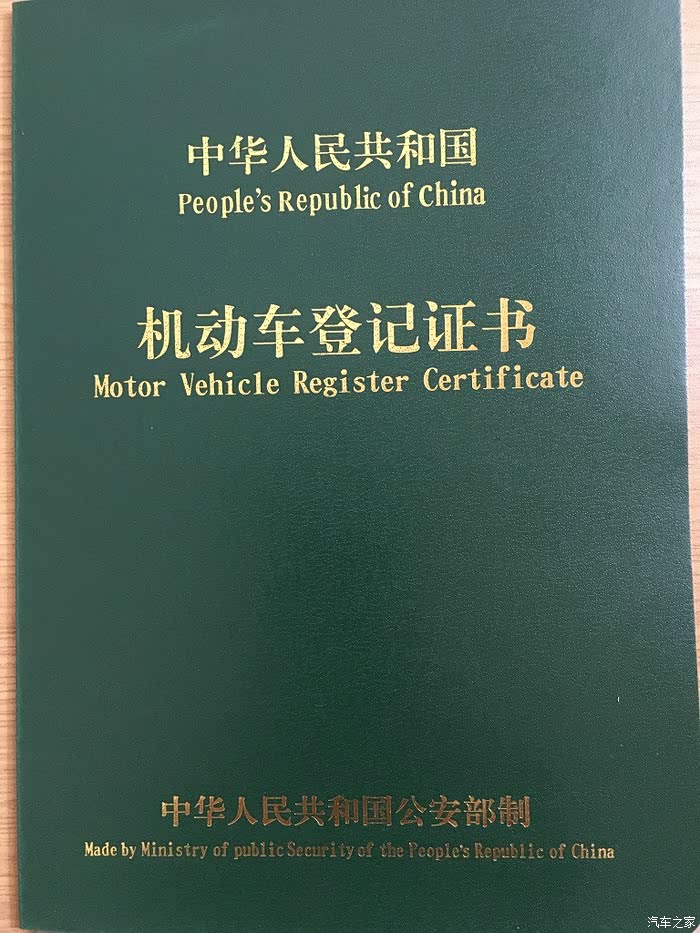 中华人民共和国
People's Republic of China
机动车登记证书
Motor Vehicle Register Certificate
中华人民共和国公安部制
Made by Ministry of public Security of the People's Republic of China
汽车之家